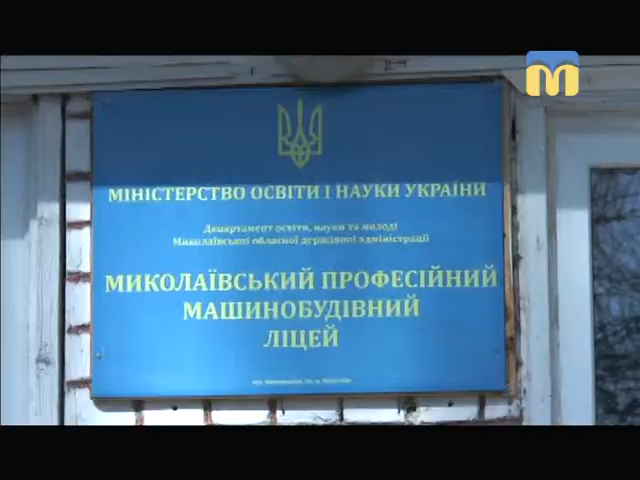 М
МІНІСТЕРСТВО ОСВІТИ І НАУКИ УКРАЇНИ
Департамент освіти, науки та молоді
Миколаївської обласної державної адміністрації
МИКОЛАЇВСЬКИЙ ПРОФЕСІЙНИЙ
МАШИНОБУДІВНИЙ
ЛІЦЕЙ